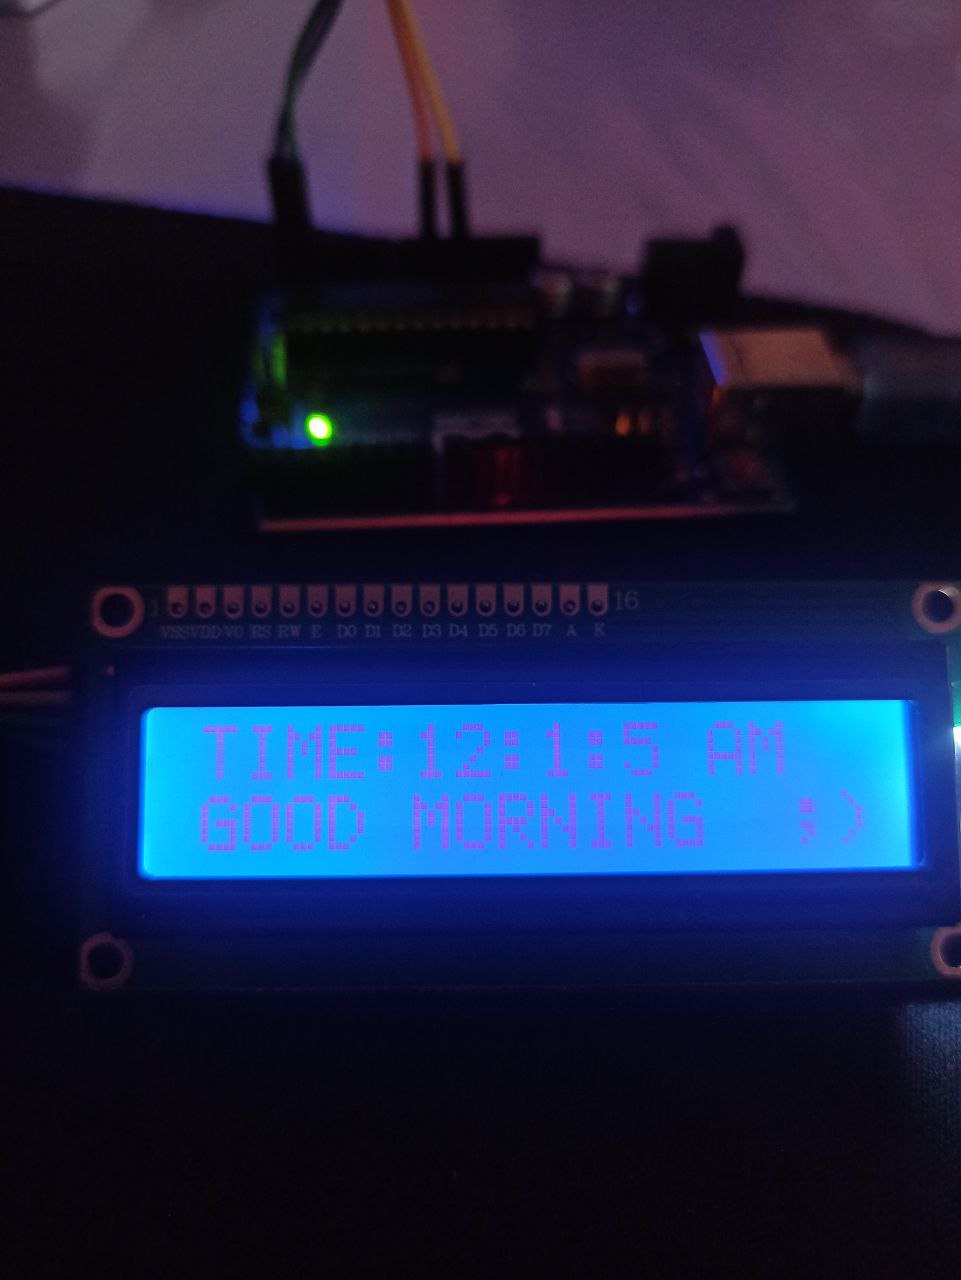 1 16
VSS VDD V0 RS RW E D0 D1 D2 D3 D4 D5 D6 D7 A K
TIME:12:1:5 AM
GOOD MORNING ;)